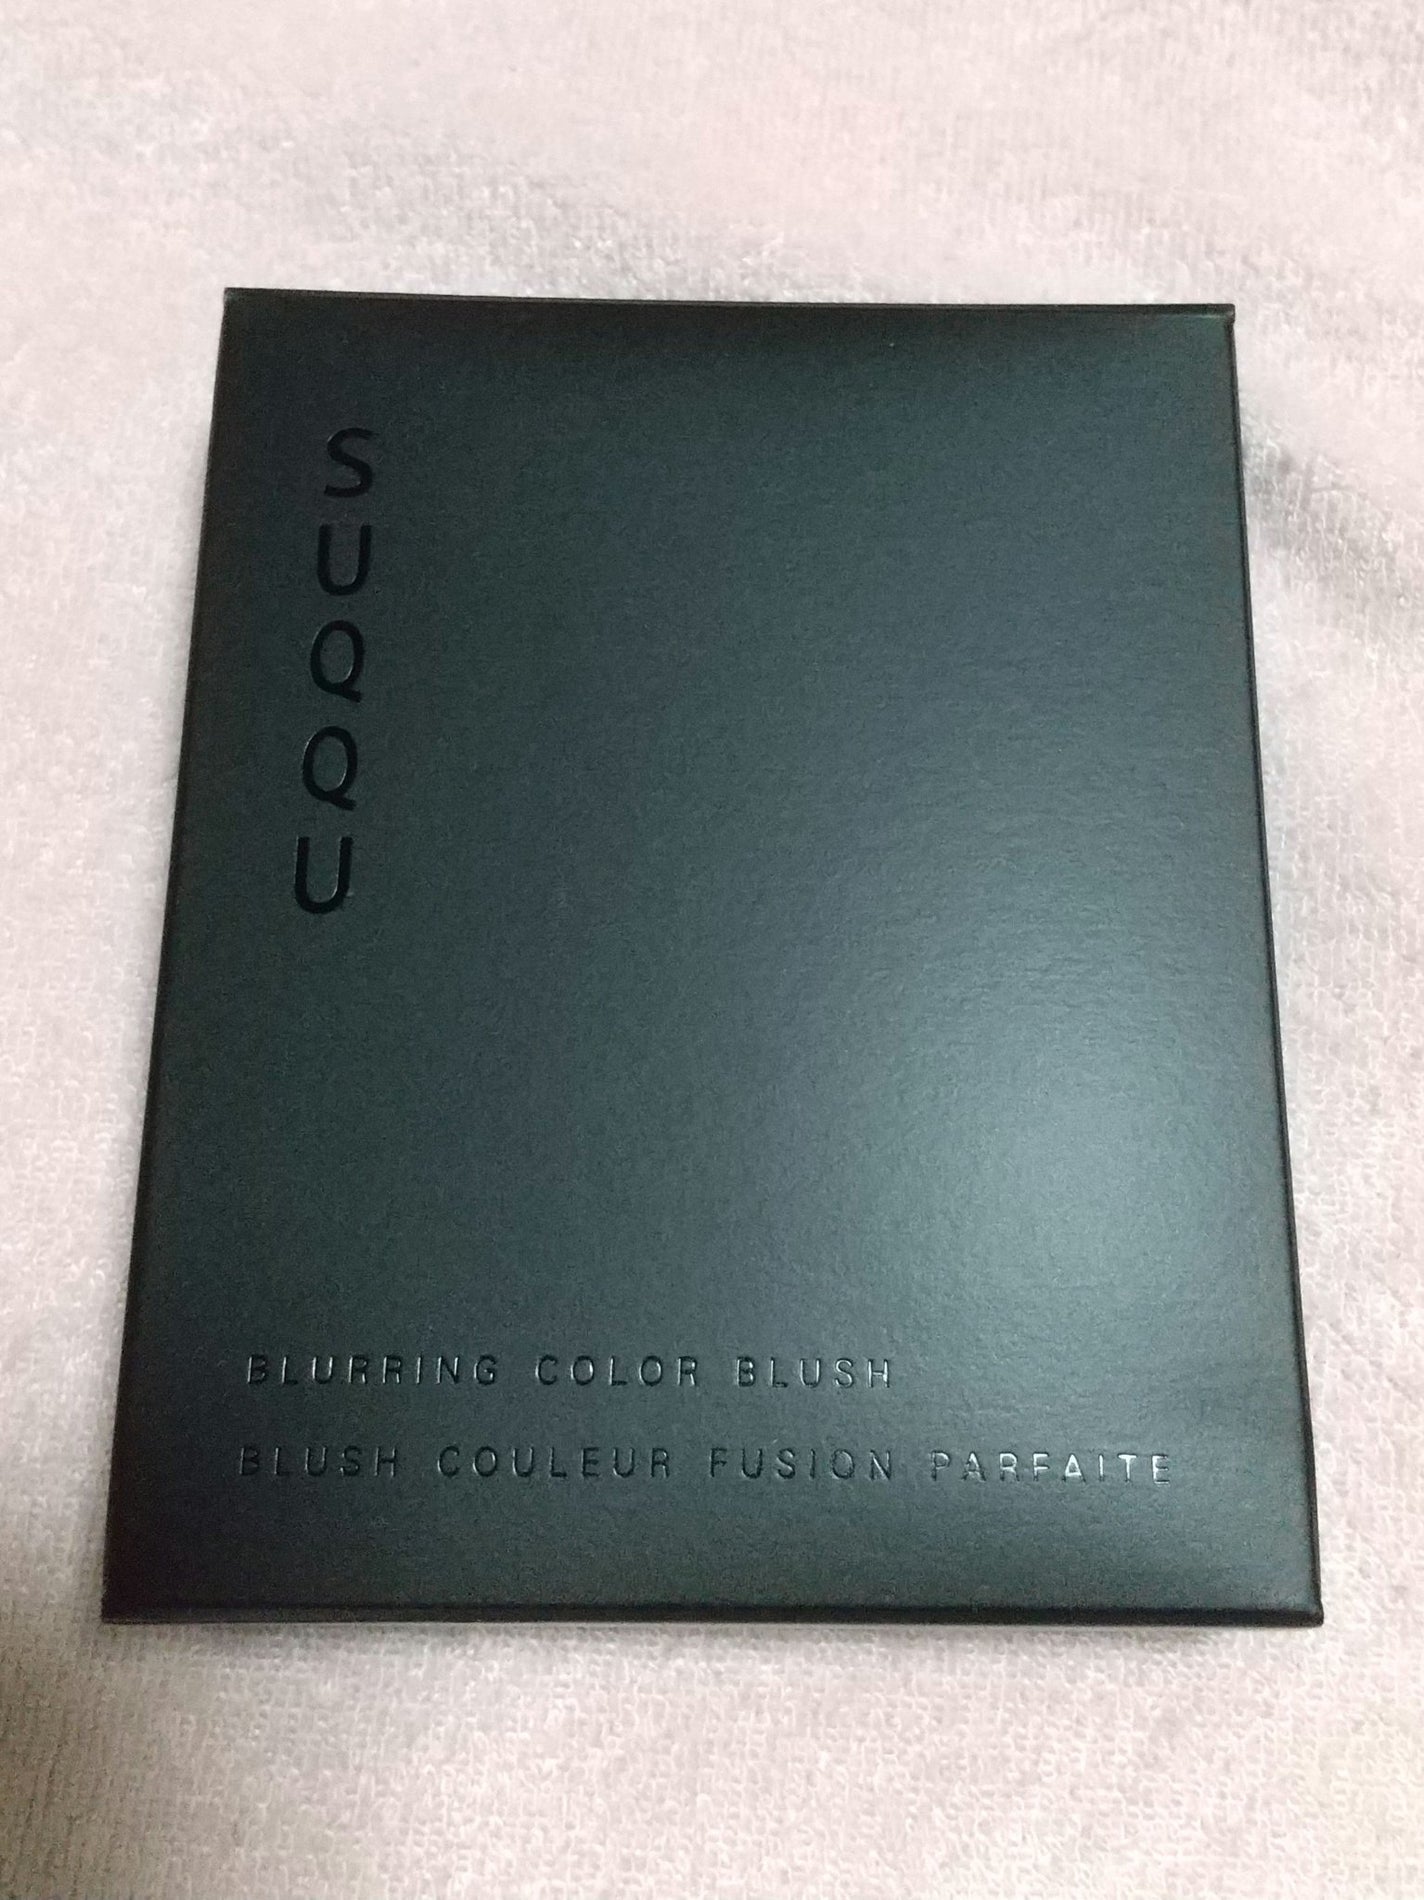 SUQQU
BLURRING COLOR BLUSH
BLUSH COULEUR FUSION PARFAITE